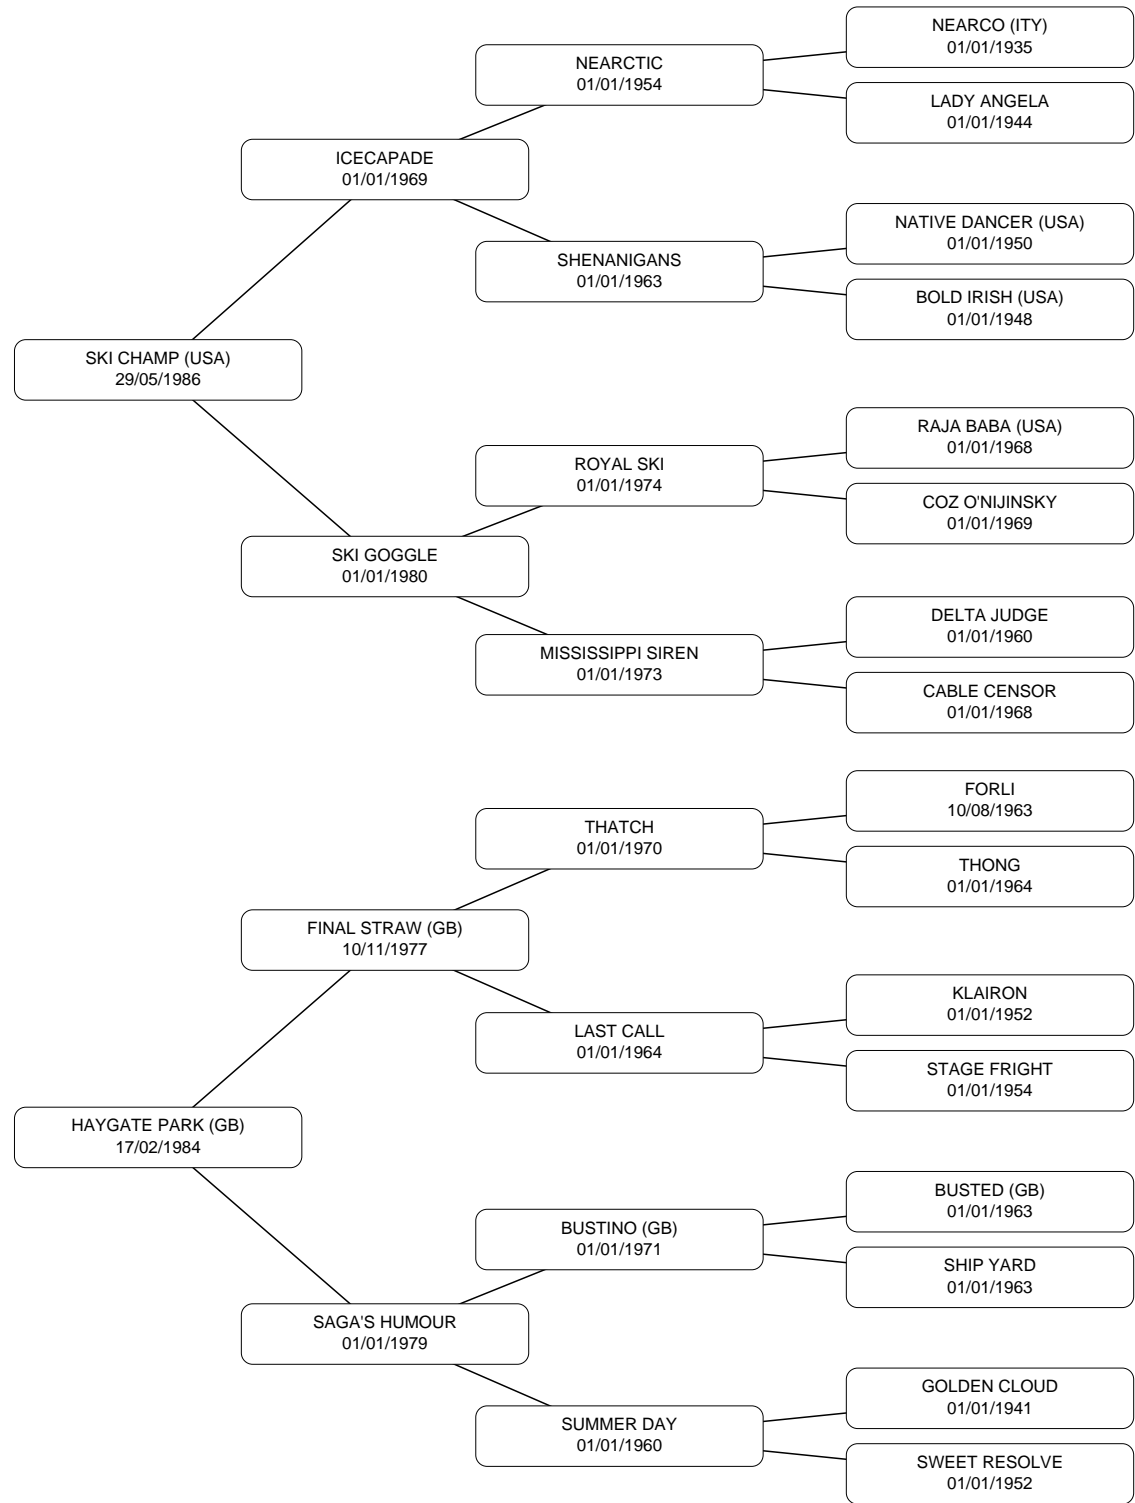 NEARCO (ITY)
01/01/1935
NEARCTIC
01/01/1954
LADY ANGELA
01/01/1944
ICECAPADE
01/01/1969
NATIVE DANCER (USA)
01/01/1950
SHENANIGANS
01/01/1963
BOLD IRISH (USA)
01/01/1948
SKI CHAMP (USA)
29/05/1986
RAJA BABA (USA)
01/01/1968
ROYAL SKI
01/01/1974
COZ O'NIJINSKY
01/01/1969
SKI GOGGLE
01/01/1980
DELTA JUDGE
01/01/1960
MISSISSIPPI SIREN
01/01/1973
CABLE CENSOR
01/01/1968
FORLI
10/08/1963
THATCH
01/01/1970
THONG
01/01/1964
FINAL STRAW (GB)
10/11/1977
KLAIRON
01/01/1952
LAST CALL
01/01/1964
STAGE FRIGHT
01/01/1954
HAYGATE PARK (GB)
17/02/1984
BUSTED (GB)
01/01/1963
BUSTINO (GB)
01/01/1971
SHIP YARD
01/01/1963
SAGA'S HUMOUR
01/01/1979
GOLDEN CLOUD
01/01/1941
SUMMER DAY
01/01/1960
SWEET RESOLVE
01/01/1952